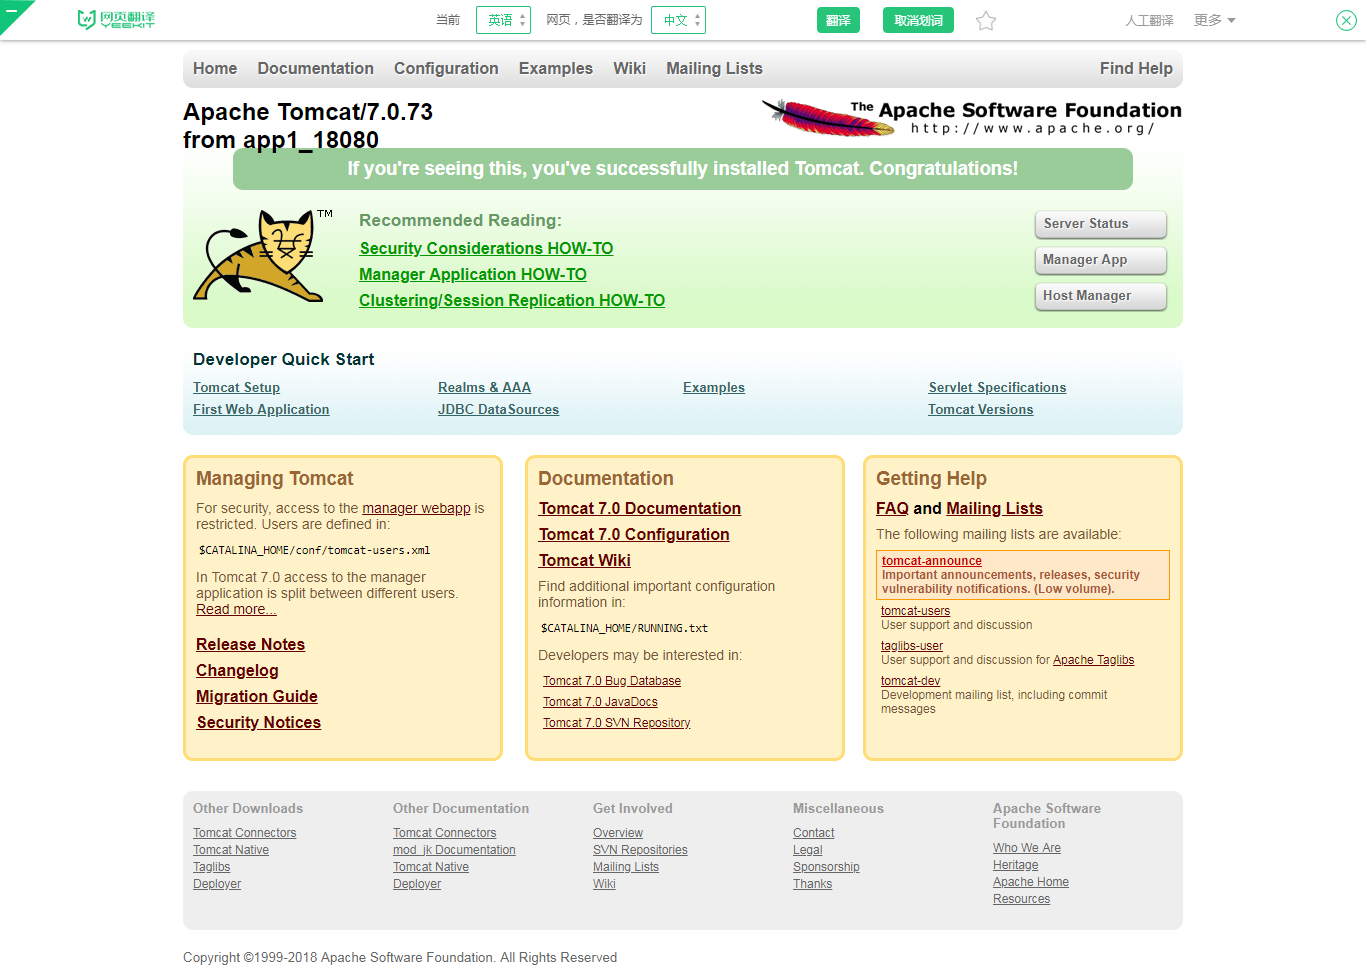 网页翻译
YEEKIT
当前 英语 网页，是否翻译为 中文 翻译 取消划词 人工翻译 更多
Home Documentation Configuration Examples Wiki Mailing Lists Find Help
Apache Tomcat/7.0.73
from app1_18080
The Apache Software Foundation
http://www.apache.org/
If you're seeing this, you've successfully installed Tomcat. Congratulations!
TM
Recommended Reading:
Security Considerations HOW-TO
Manager Application HOW-TO
Clustering/Session Replication HOW-TO
Server Status
Manager App
Host Manager
Developer Quick Start
Tomcat Setup
First Web Application
Realms & AAA
JDBC DataSources
Examples
Servlet Specifications
Tomcat Versions
Managing Tomcat
For security, access to the manager webapp is
restricted. Users are defined in:
$CATALINA_HOME/conf/tomcat-users.xml
In Tomcat 7.0 access to the manager
application is split between different users.
Read more...
Release Notes
Changelog
Migration Guide
Security Notices
Documentation
Tomcat 7.0 Documentation
Tomcat 7.0 Configuration
Tomcat Wiki
Find additional important configuration
information in:
$CATALINA_HOME/RUNNING.txt
Developers may be interested in:
Tomcat 7.0 Bug Database
Tomcat 7.0 JavaDocs
Tomcat 7.0 SVN Repository
Getting Help
FAQ and Mailing Lists
The following mailing lists are available:
tomcat-announce
Important announcements, releases, security
vulnerability notifications. (Low volume).
tomcat-users
User support and discussion
taglibs-user
User support and discussion for Apache Taglibs
tomcat-dev
Development mailing list, including commit
messages
Other Downloads
Tomcat Connectors
Tomcat Native
Taglibs
Deployer
Other Documentation
Tomcat Connectors
mod_jk Documentation
Tomcat Native
Deployer
Get Involved
Overview
SVN Repositories
Mailing Lists
Wiki
Miscellaneous
Contact
Legal
Sponsorship
Thanks
Apache Software
Foundation
Who We Are
Heritage
Apache Home
Resources
Copyright ©1999-2018 Apache Software Foundation. All Rights Reserved